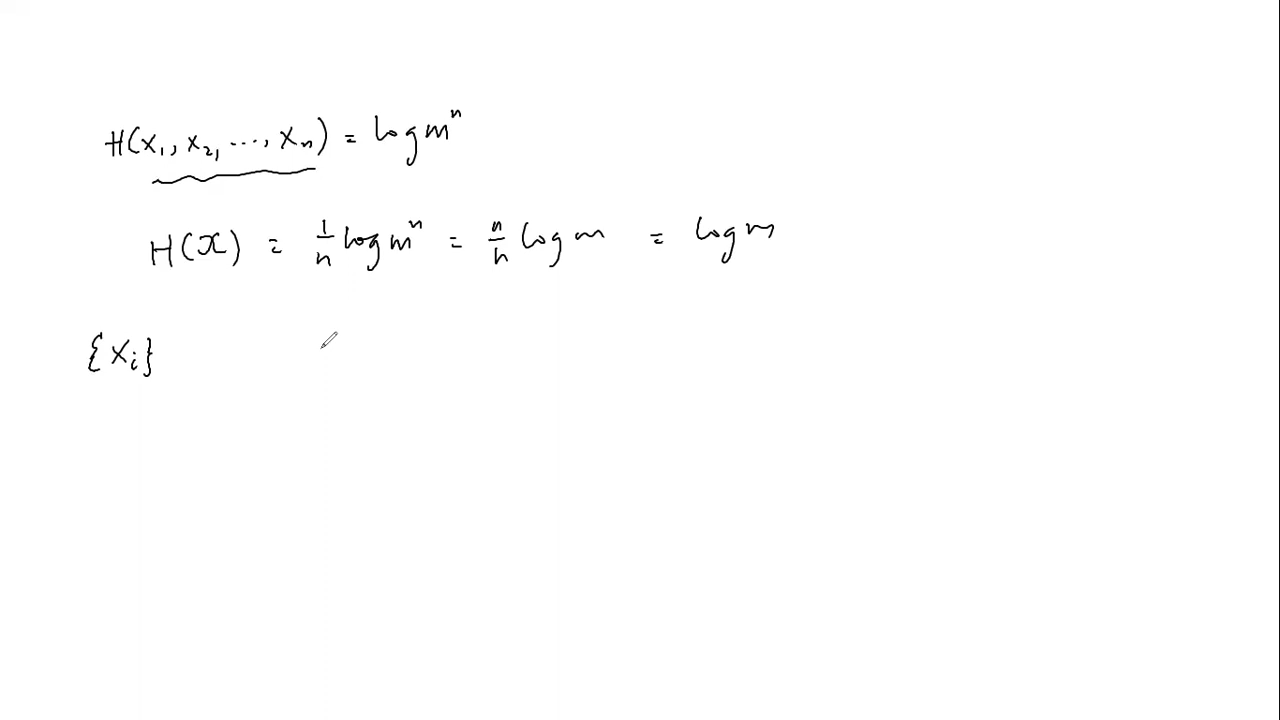 H(X₁, X₂, ..., Xₙ) = log mⁿ
H(𝒳) = 1/n log mⁿ = n/n log m = log m
{Xᵢ}